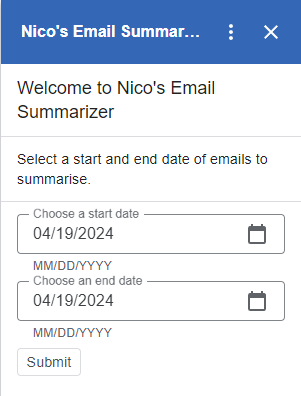 Nico's Email Summar...
Welcome to Nico's Email
Summarizer
Select a start and end date of emails to
summarise.
Choose a start date
04/19/2024
MM/DD/YYYY
Choose an end date
04/19/2024
MM/DD/YYYY
Submit